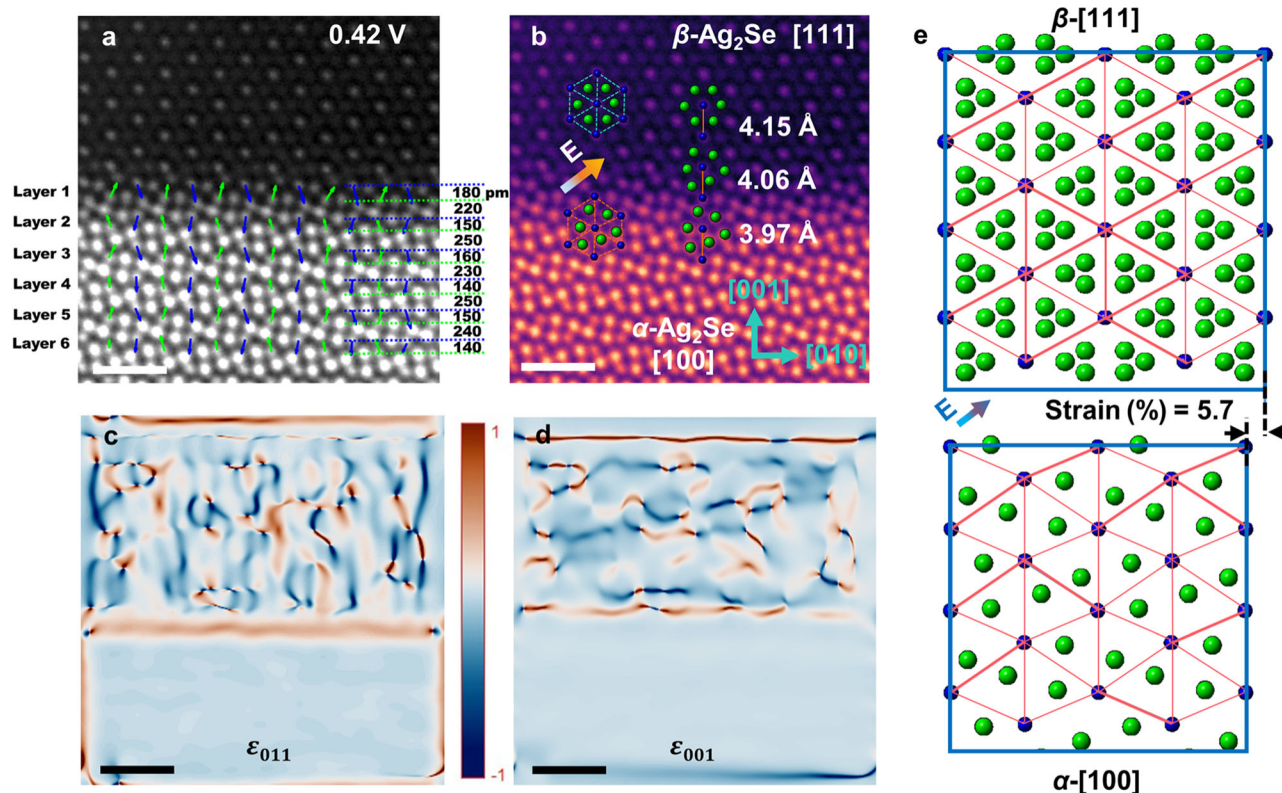 a
0.42 V
Layer 1
Layer 2
Layer 3
Layer 4
Layer 5
Layer 6
180 pm
220
150
250
160
230
140
250
150
240
140
b
β-Ag₂Se [111]
E
4.15 Å
4.06 Å
3.97 Å
[001]
[010]
α-Ag₂Se
[100]
c
ε₀₁₁
1
-1
d
ε₀₀₁
e
β-[111]
E
Strain (%) = 5.7
α-[100]